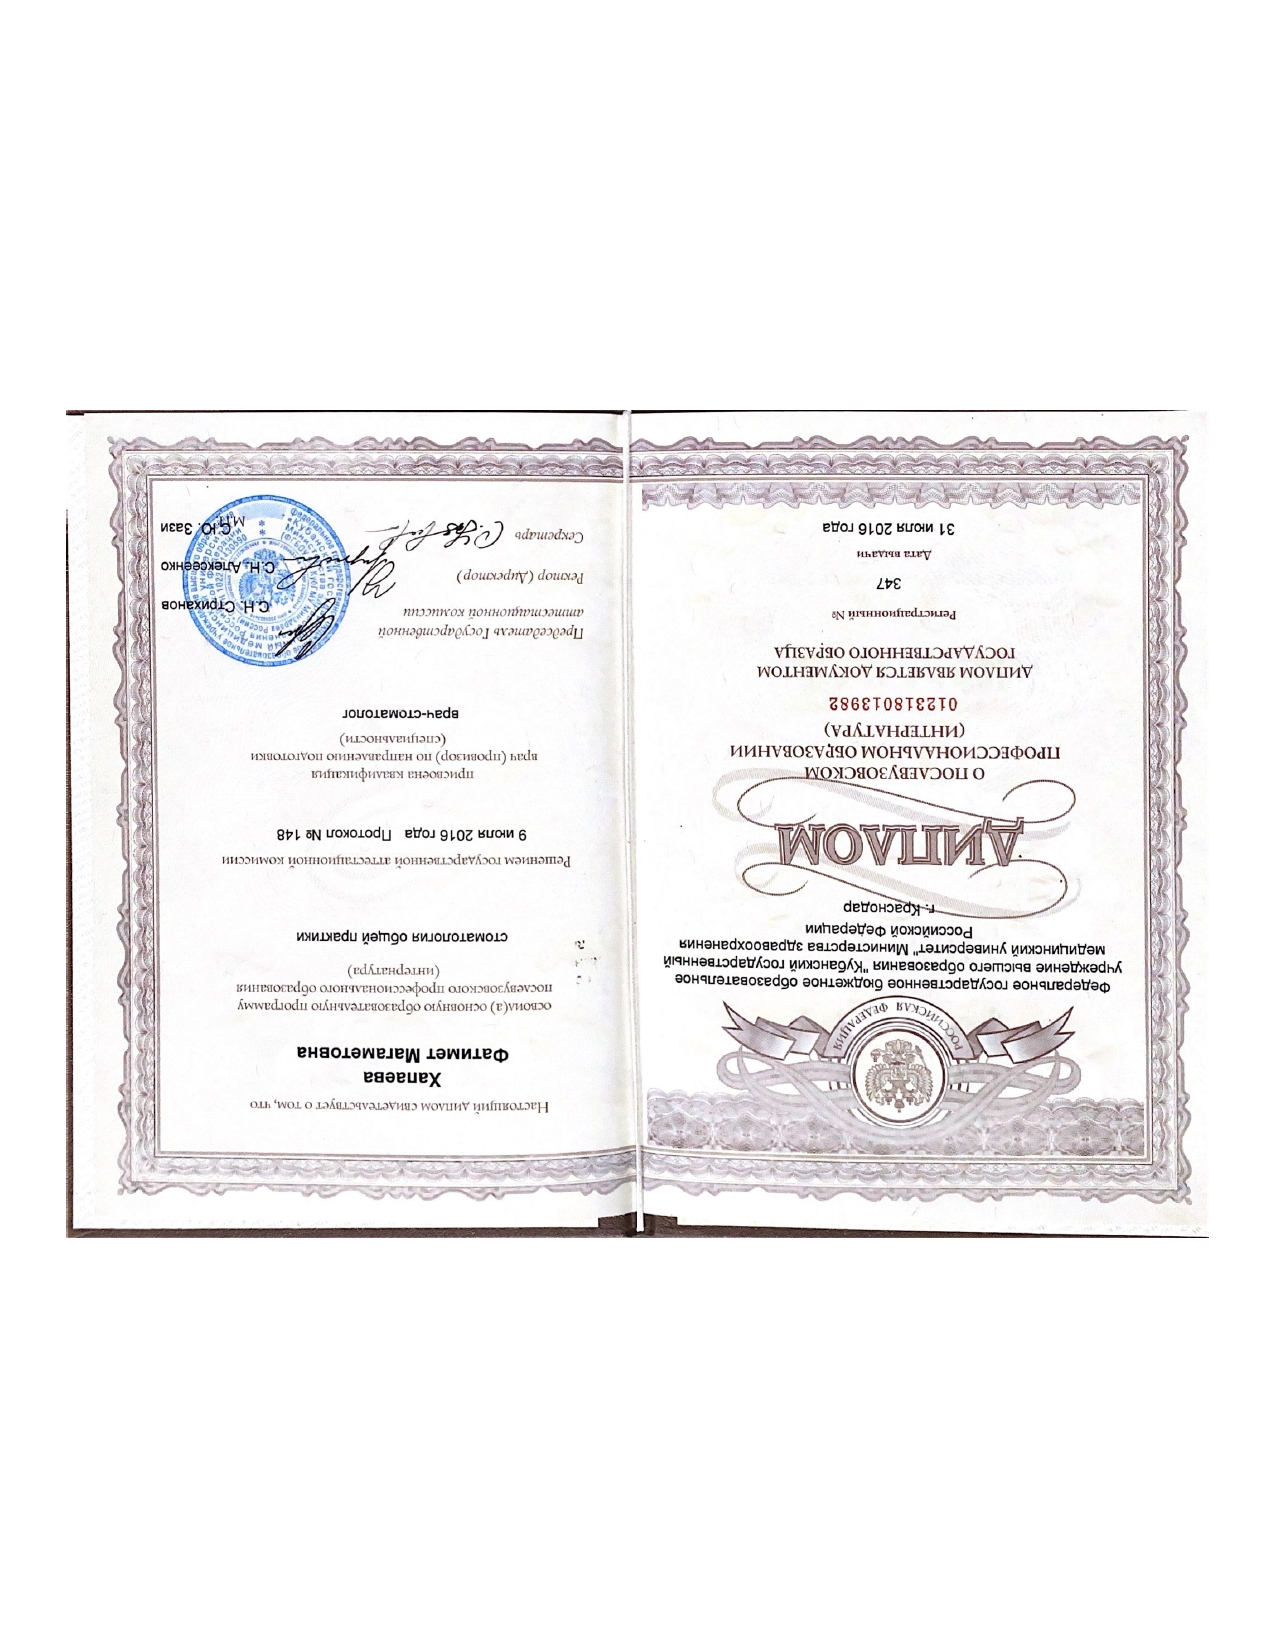 РОССИЙСКАЯ ФЕДЕРАЦИЯ
Федеральное государственное бюджетное образовательное
учреждение высшего образования "Кубанский государственный
медицинский университет" Министерства здравоохранения
Российской Федерации
г. Краснодар
ДИПЛОМ
О ПОСЛЕВУЗОВСКОМ
ПРОФЕССИОНАЛЬНОМ ОБРАЗОВАНИИ
(ИНТЕРНАТУРА)
012318013982
ДИПЛОМ ЯВЛЯЕТСЯ ДОКУМЕНТОМ
ГОСУДАРСТВЕННОГО ОБРАЗЦА
Регистрационный №
347
Дата выдачи
31 июля 2016 года
Настоящий диплом свидетельствует о том, что
Хапаева
Фатимет Магаметовна
освоил(а) основную образовательную программу
послевузовского профессионального образования
(интернатура)
стоматология общей практики
Решением государственной аттестационной комиссии
9 июля 2016 года Протокол № 148
присвоена квалификация
врач (провизор) по направлению подготовки
(специальности)
врач-стоматолог
Председатель Государственной
аттестационной комиссии
С.Н. Стриханов
Ректор (Директор)
С.Н. Алексеенко
Секретарь
С.Ю. Зази
М.П.